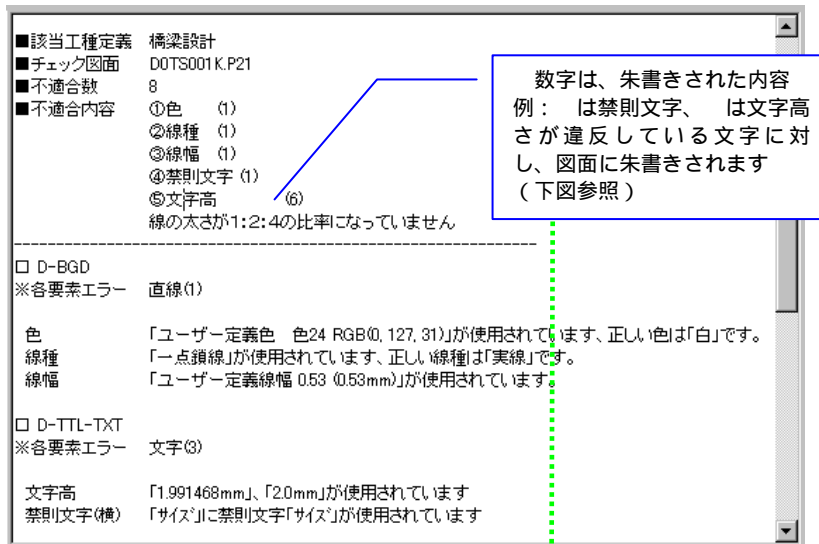 ■該当工種定義 橋梁設計
■チェック図面 D0TS001K.P21
■不適合数 8
■不適合内容 ①色 (1)
②線種 (1)
③線幅 (1)
④禁則文字 (1)
⑤文字高 (6)
線の太さが1:2:4の比率になっていません
数字は、朱書きされた内容
例: は禁則文字、 は文字高
さが違反している文字に対
し、図面に朱書きされます
(下図参照)
--------------------------------------------------------------
□ D-BGD
※各要素エラー 直線(1)
色 「ユーザー定義色 色24 RGB(0, 127, 31)」が使用されています、正しい色は「白」です。
線種 「一点鎖線」が使用されています、正しい線種は「実線」です。
線幅 「ユーザー定義線幅 0.53 (0.53mm)」が使用されています。
□ D-TTL-TXT
※各要素エラー 文字(3)
文字高 「1.991468mm」、「2.0mm」が使用されています
禁則文字(横) 「ｻｲｽﾞ」に禁則文字「ｻｲｽﾞ」が使用されています